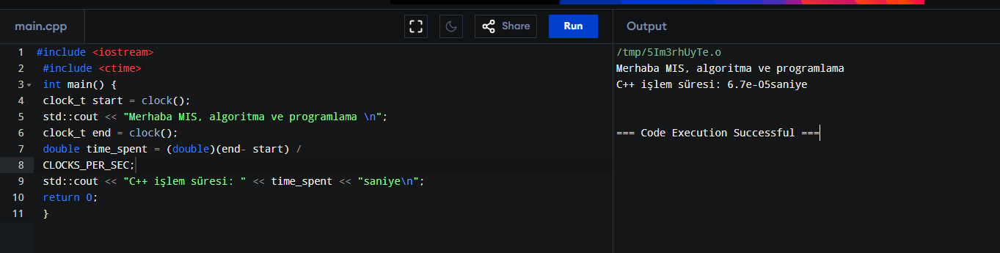 main.cpp
Share
Run
Output
1 #include <iostream>
2 #include <ctime>
3 int main() {
4 clock_t start = clock();
5 std::cout << "Merhaba MIS, algoritma ve programlama \n";
6 clock_t end = clock();
7 double time_spent = (double)(end- start) /
8 CLOCKS_PER_SEC;
9 std::cout << "C++ işlem süresi: " << time_spent << "saniye\n";
10 return 0;
11 }
/tmp/5Im3rhUyTe.o
Merhaba MIS, algoritma ve programlama
C++ işlem süresi: 6.7e-05saniye
=== Code Execution Successful ===